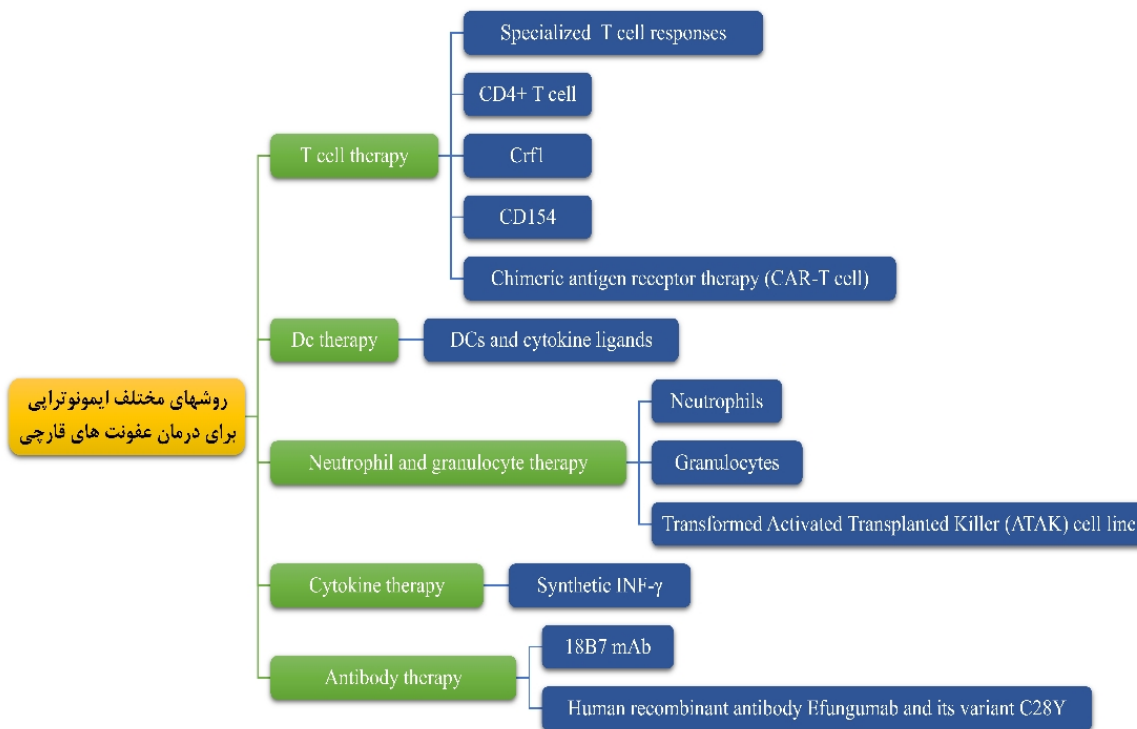 Specialized T cell responses
CD4+ T cell
T cell therapy
Crf1
CD154
Chimeric antigen receptor therapy (CAR-T cell)
Dc therapy
DCs and cytokine ligands
روشهای مختلف ایمونوتراپی
برای درمان عفونت های قارچی
Neutrophils
Neutrophil and granulocyte therapy
Granulocytes
Transformed Activated Transplanted Killer (ATAK) cell line
Cytokine therapy
Synthetic INF-γ
18B7 mAb
Antibody therapy
Human recombinant antibody Efungumab and its variant C28Y